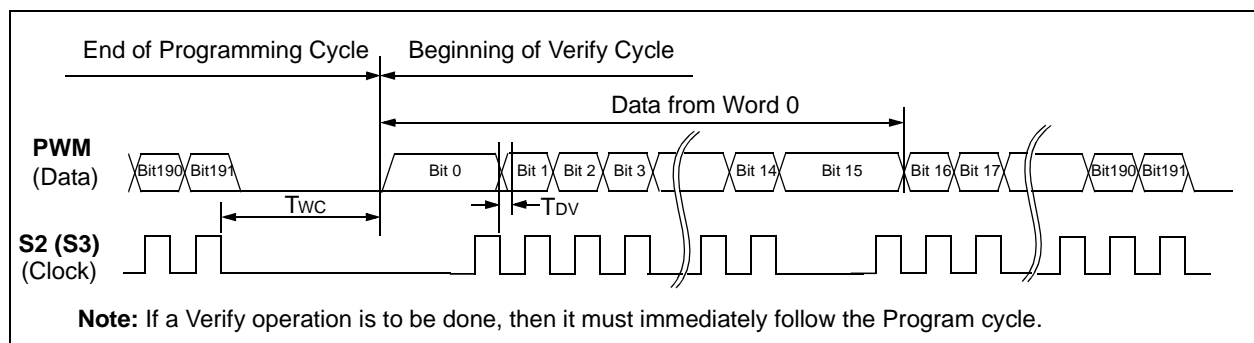 End of Programming Cycle Beginning of Verify Cycle
Data from Word 0
PWM
(Data)
Bit190 Bit191 Bit 0 Bit 1 Bit 2 Bit 3 Bit 14 Bit 15 Bit 16 Bit 17 Bit190 Bit191
TWC TDV
S2 (S3)
(Clock)
Note: If a Verify operation is to be done, then it must immediately follow the Program cycle.